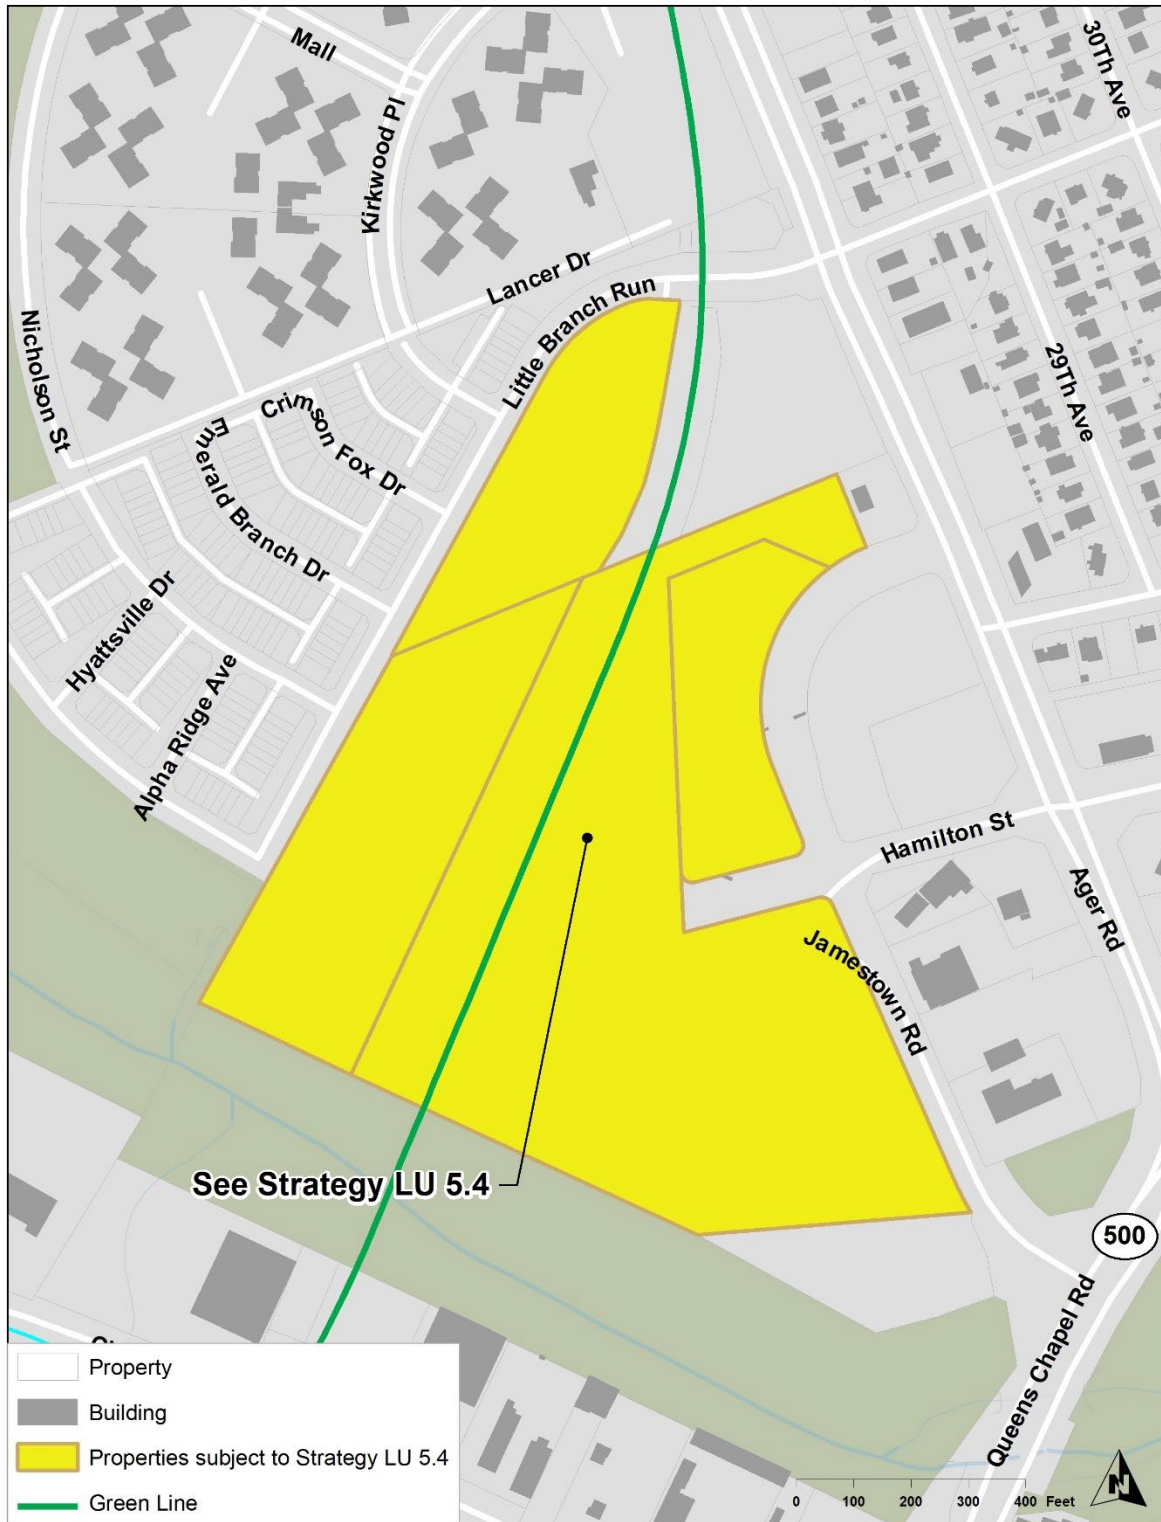 Mall
30Th Ave
Kirkwood Pl
Lancer Dr
Little Branch Run
Nicholson St
29Th Ave
Crimson Fox Dr
Emerald Branch Dr
Hyattsville Dr
Alpha Ridge Ave
Hamilton St
Ager Rd
Jamestown Rd
See Strategy LU 5.4
500
Queens Chapel Rd
Property
Building
Properties subject to Strategy LU 5.4
Green Line
0 100 200 300 400 Feet
N